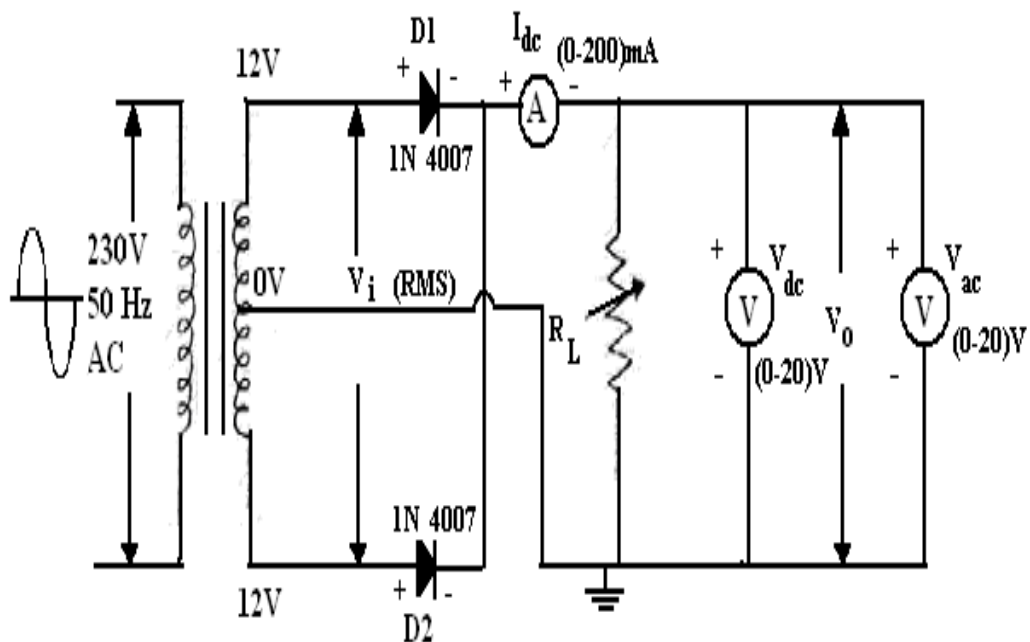 D1
I dc
(0-200)mA
12V
+ -
+ -
A
1N 4007
230V
50 Hz
AC
0V
V i (RMS)
R L
+
V dc
V
(0-20)V
-
V o
+
V ac
V
(0-20)V
-
1N 4007
12V
+ -
D2